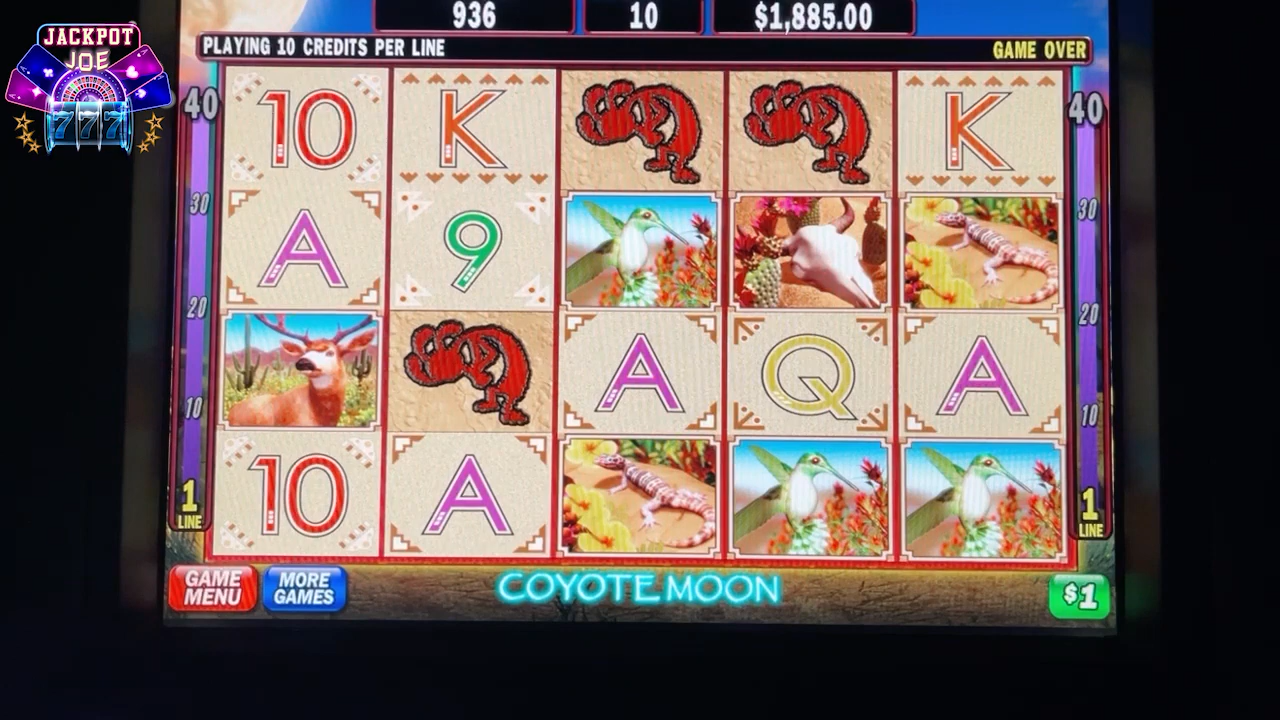 JACKPOT
JOE
777
936 10 $1,885.00
PLAYING 10 CREDITS PER LINE GAME OVER
40 10 K K 40
30 A 9 30
20 20
10 A Q A 10
10 A
1 1
LINE LINE
GAME MENU
MORE GAMES
COYOTE MOON
$1